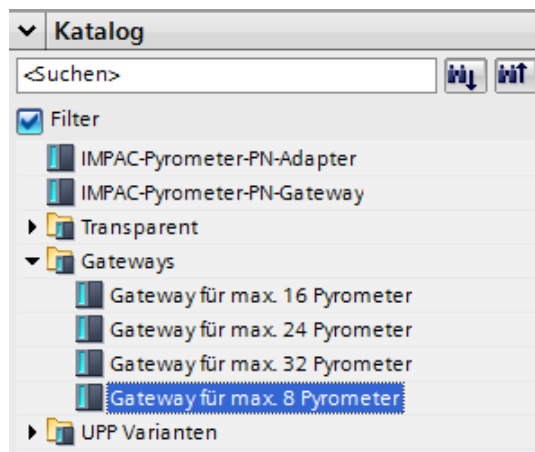 Katalog
<Suchen>
Filter
IMPAC-Pyrometer-PN-Adapter
IMPAC-Pyrometer-PN-Gateway
Transparent
Gateways
Gateway für max. 16 Pyrometer
Gateway für max. 24 Pyrometer
Gateway für max. 32 Pyrometer
Gateway für max. 8 Pyrometer
UPP Varianten